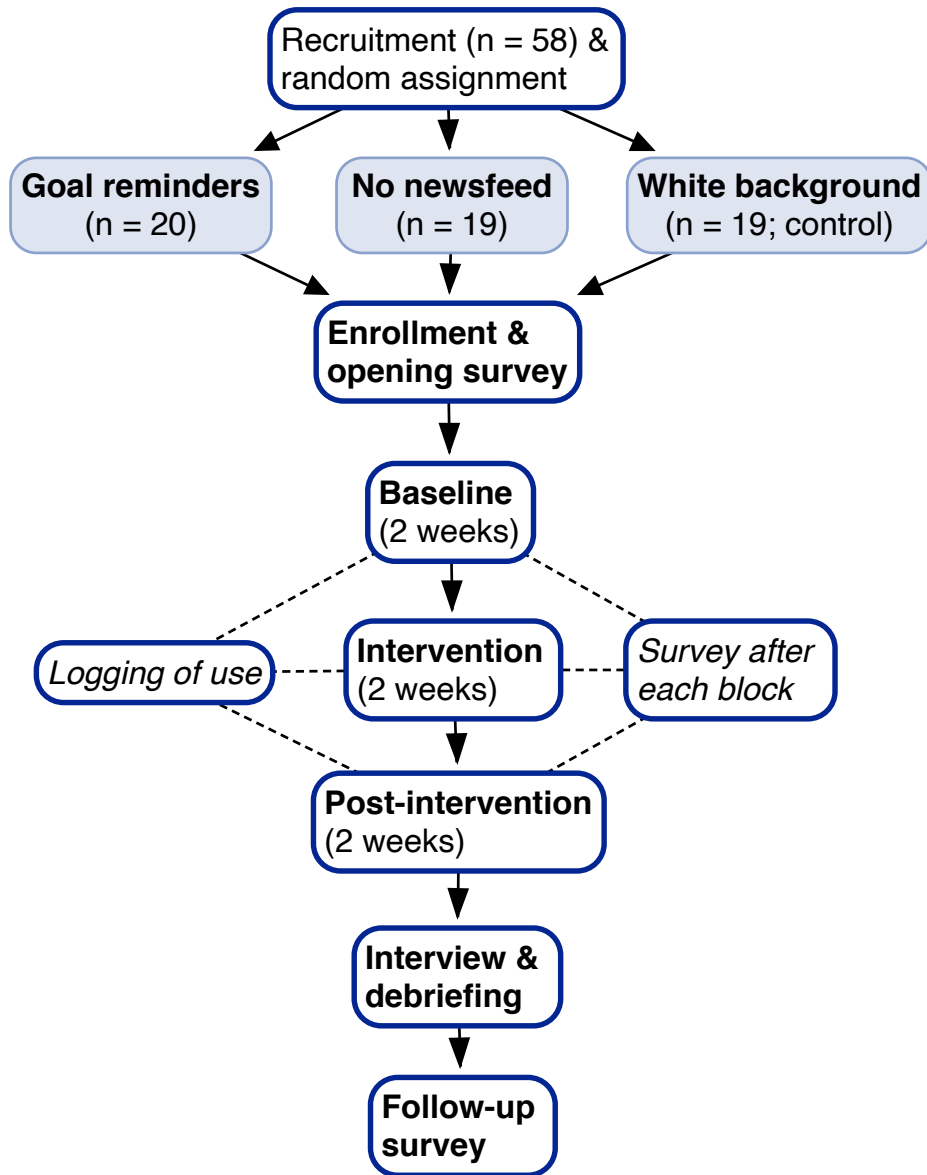 Recruitment (n = 58) &
random assignment
Goal reminders
(n = 20)
No newsfeed
(n = 19)
White background
(n = 19; control)
Enrollment &
opening survey
Baseline
(2 weeks)
Logging of use
Intervention
(2 weeks)
Survey after
each block
Post-intervention
(2 weeks)
Interview &
debriefing
Follow-up
survey